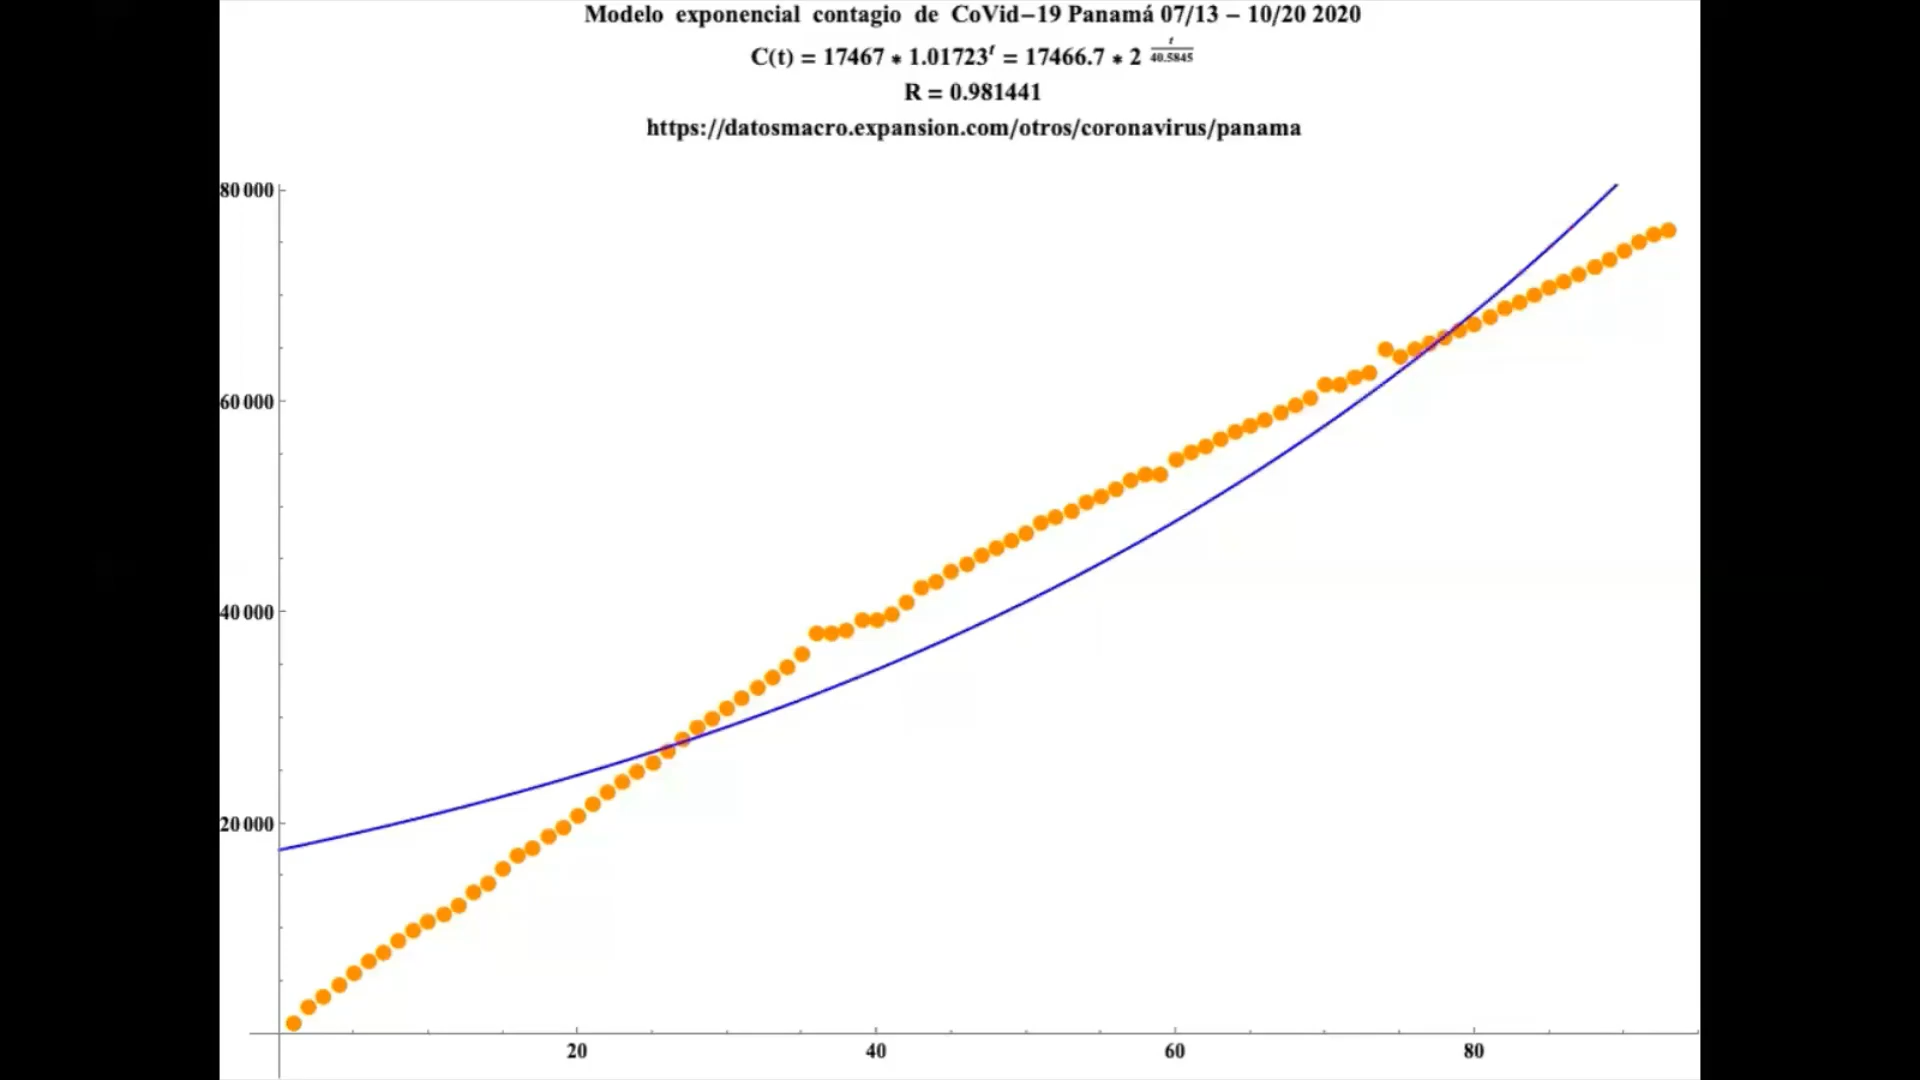 Modelo exponencial contagio de CoVid–19 Panamá 07/13 – 10/20 2020
C(t) = 17467 * 1.01723^t = 17466.7 * 2^(t/40.5845)
R = 0.981441
https://datosmacro.expansion.com/otros/coronavirus/panama
80 000
60 000
40 000
20 000
20 40 60 80